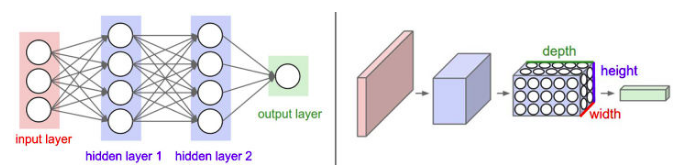 input layer
hidden layer 1
hidden layer 2
output layer
depth
height
width